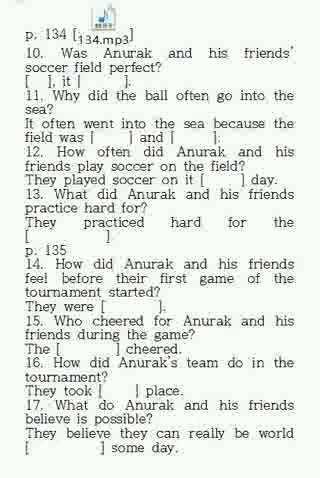 p. 134 [134.mp3]
10. Was Anurak and his friends'
soccer field perfect?
[ ], it [ ].
11. Why did the ball often go into the
sea?
It often went into the sea because the
field was [ ] and [ ].
12. How often did Anurak and his
friends play soccer on the field?
They played soccer on it [ ] day.
13. What did Anurak and his friends
practice hard for?
They practiced hard for the
[ ]
p. 135
14. How did Anurak and his friends
feel before their first game of the
tournament started?
They were [ ].
15. Who cheered for Anurak and his
friends during the game?
The [ ] cheered.
16. How did Anurak's team do in the
tournament?
They took [ ] place.
17. What do Anurak and his friends
believe is possible?
They believe they can really be world
[ ] some day.